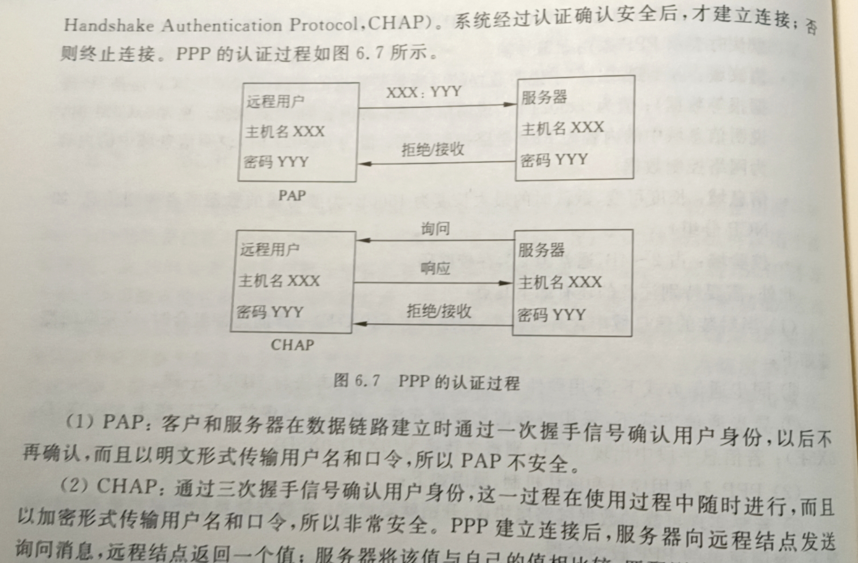 Handshake Authentication Protocol,CHAP)。系统经过认证确认安全后,才建立连接;否
则终止连接。PPP 的认证过程如图 6.7 所示。
远程用户
主机名 XXX
密码 YYY
XXX: YYY
拒绝/接收
服务器
主机名 XXX
密码 YYY
PAP
远程用户
主机名 XXX
密码 YYY
询问
响应
拒绝/接收
服务器
主机名 XXX
密码 YYY
CHAP
图 6.7 PPP 的认证过程
(1) PAP: 客户和服务器在数据链路建立时通过一次握手信号确认用户身份,以后不
再确认,而且以明文形式传输用户名和口令,所以 PAP 不安全。
(2) CHAP: 通过三次握手信号确认用户身份,这一过程在使用过程中随时进行,而且
以加密形式传输用户名和口令,所以非常安全。PPP 建立连接后,服务器向远程结点发送
询问消息,远程结点返回一个值; 服务器将该值与自己的值相比较